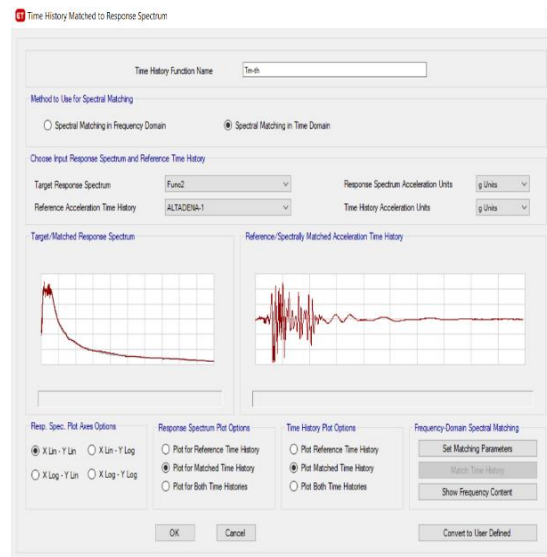 ET Time History Matched to Response Spectrum
Time History Function Name Tm-th
Method to Use for Spectral Matching
Spectral Matching in Frequency Domain Spectral Matching in Time Domain
Choose Input Response Spectrum and Reference Time History
Target Response Spectrum Func2 Response Spectrum Acceleration Units g Units
Reference Acceleration Time History ALTADENA-1 Time History Acceleration Units g Units
Target/Matched Response Spectrum Reference/Spectrally Matched Acceleration Time History
Resp. Spec. Plot Axes Options Response Spectrum Plot Options Time History Plot Options Frequency-Domain Spectral Matching
X Lin - Y Lin X Lin - Y Log Plot for Reference Time History Plot Reference Time History Set Matching Parameters
X Log - Y Lin X Log - Y Log Plot for Matched Time History Plot Matched Time History Match Time History
Plot for Both Time Histories Plot Both Time Histories Show Frequency Content
OK Cancel Convert to User Defined